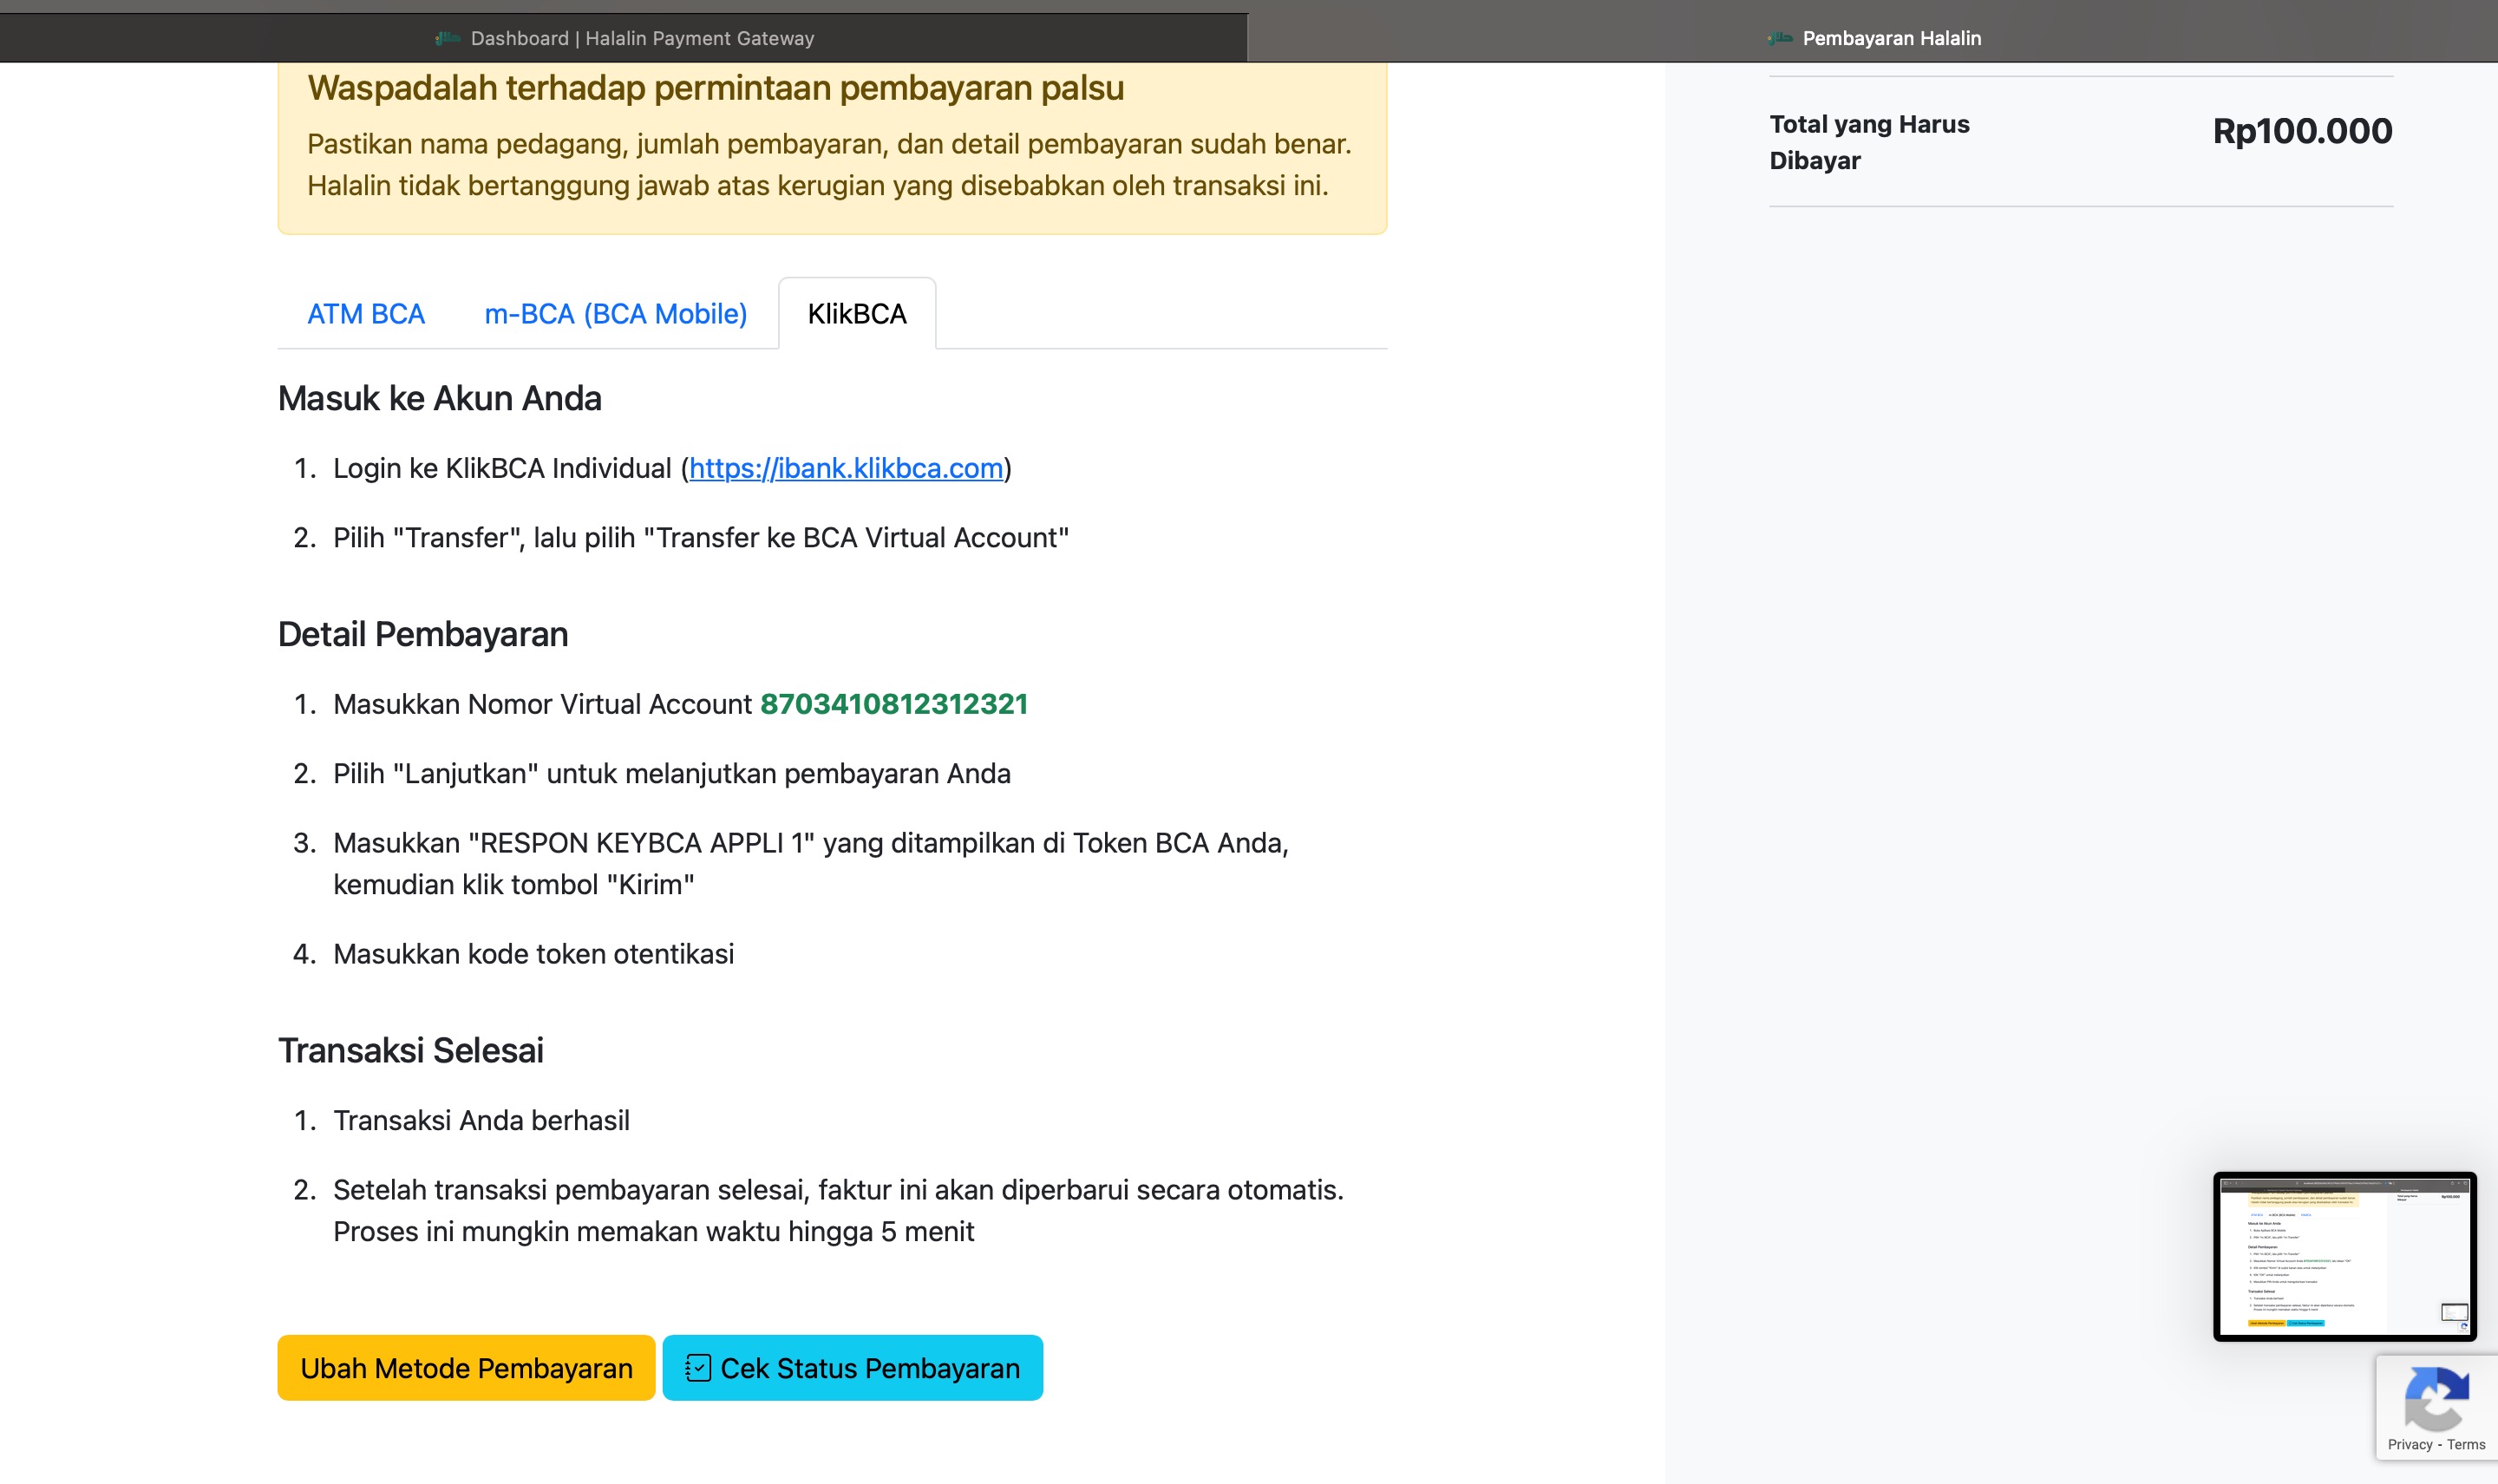 Dashboard | Halalin Payment Gateway
Pembayaran Halalin
Waspadalah terhadap permintaan pembayaran palsu
Pastikan nama pedagang, jumlah pembayaran, dan detail pembayaran sudah benar.
Halalin tidak bertanggung jawab atas kerugian yang disebabkan oleh transaksi ini.
Total yang Harus
Dibayar
Rp100.000
ATM BCA
m-BCA (BCA Mobile)
KlikBCA
Masuk ke Akun Anda
1. Login ke KlikBCA Individual (https://ibank.klikbca.com)
2. Pilih "Transfer", lalu pilih "Transfer ke BCA Virtual Account"
Detail Pembayaran
1. Masukkan Nomor Virtual Account 8703410812312321
2. Pilih "Lanjutkan" untuk melanjutkan pembayaran Anda
3. Masukkan "RESPON KEYBCA APPLI 1" yang ditampilkan di Token BCA Anda,
kemudian klik tombol "Kirim"
4. Masukkan kode token otentikasi
Transaksi Selesai
1. Transaksi Anda berhasil
2. Setelah transaksi pembayaran selesai, faktur ini akan diperbarui secara otomatis.
Proses ini mungkin memakan waktu hingga 5 menit
Ubah Metode Pembayaran
Cek Status Pembayaran
Privacy - Terms